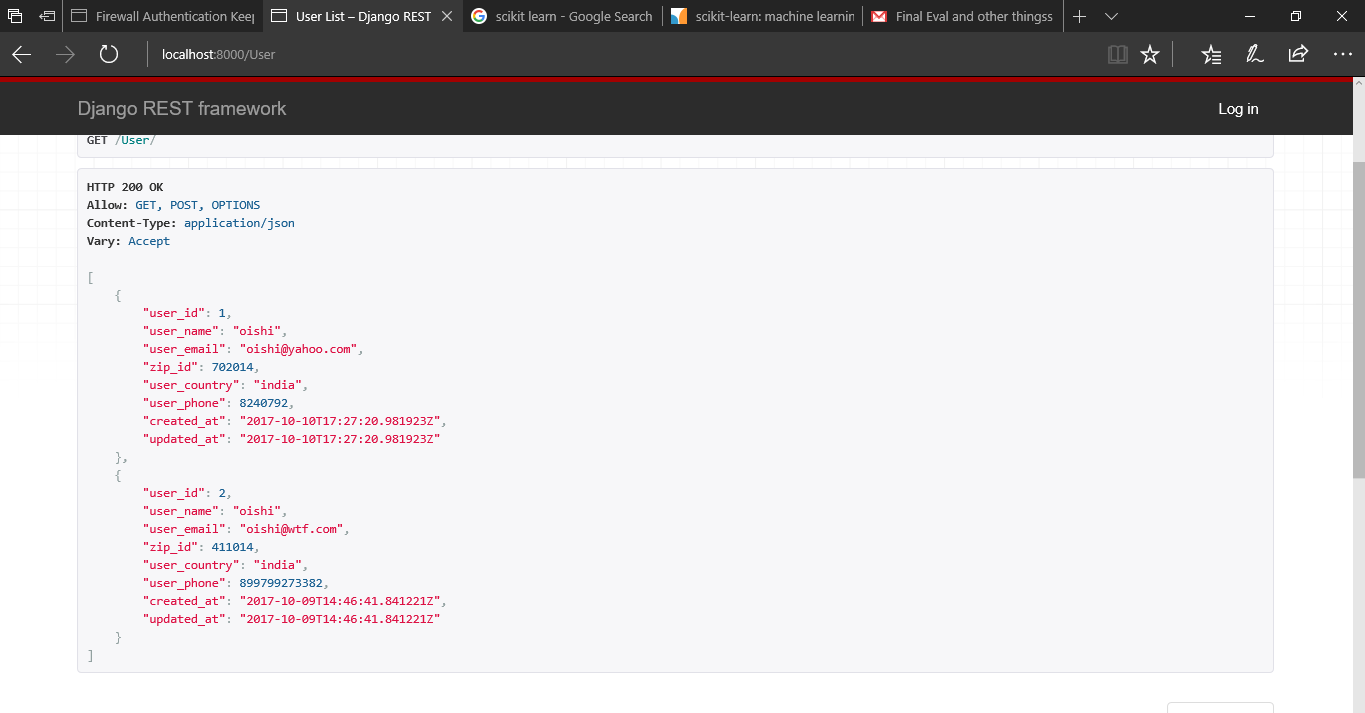 Firewall Authentication Keep
User List – Django REST
scikit learn - Google Search
scikit-learn: machine learnin
Final Eval and other thingss
localhost:8000/User
Django REST framework
Log in
GET /User/
HTTP 200 OK
Allow: GET, POST, OPTIONS
Content-Type: application/json
Vary: Accept
[
{
"user_id": 1,
"user_name": "oishi",
"user_email": "oishi@yahoo.com",
"zip_id": 702014,
"user_country": "india",
"user_phone": 8240792,
"created_at": "2017-10-10T17:27:20.981923Z",
"updated_at": "2017-10-10T17:27:20.981923Z"
},
{
"user_id": 2,
"user_name": "oishi",
"user_email": "oishi@wtf.com",
"zip_id": 411014,
"user_country": "india",
"user_phone": 899799273382,
"created_at": "2017-10-09T14:46:41.841221Z",
"updated_at": "2017-10-09T14:46:41.841221Z"
}
]